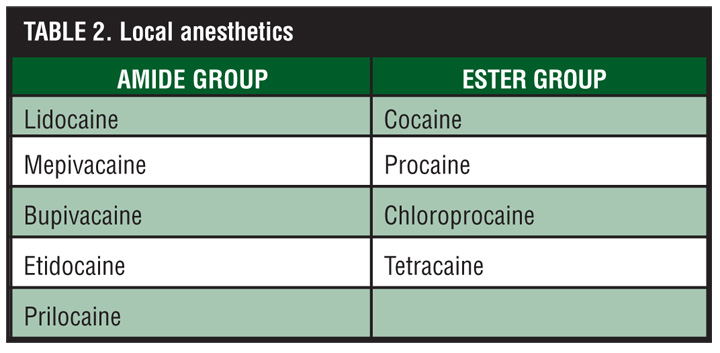 TABLE 2. Local anesthetics
AMIDE GROUP ESTER GROUP
Lidocaine Cocaine
Mepivacaine Procaine
Bupivacaine Chloroprocaine
Etidocaine Tetracaine
Prilocaine